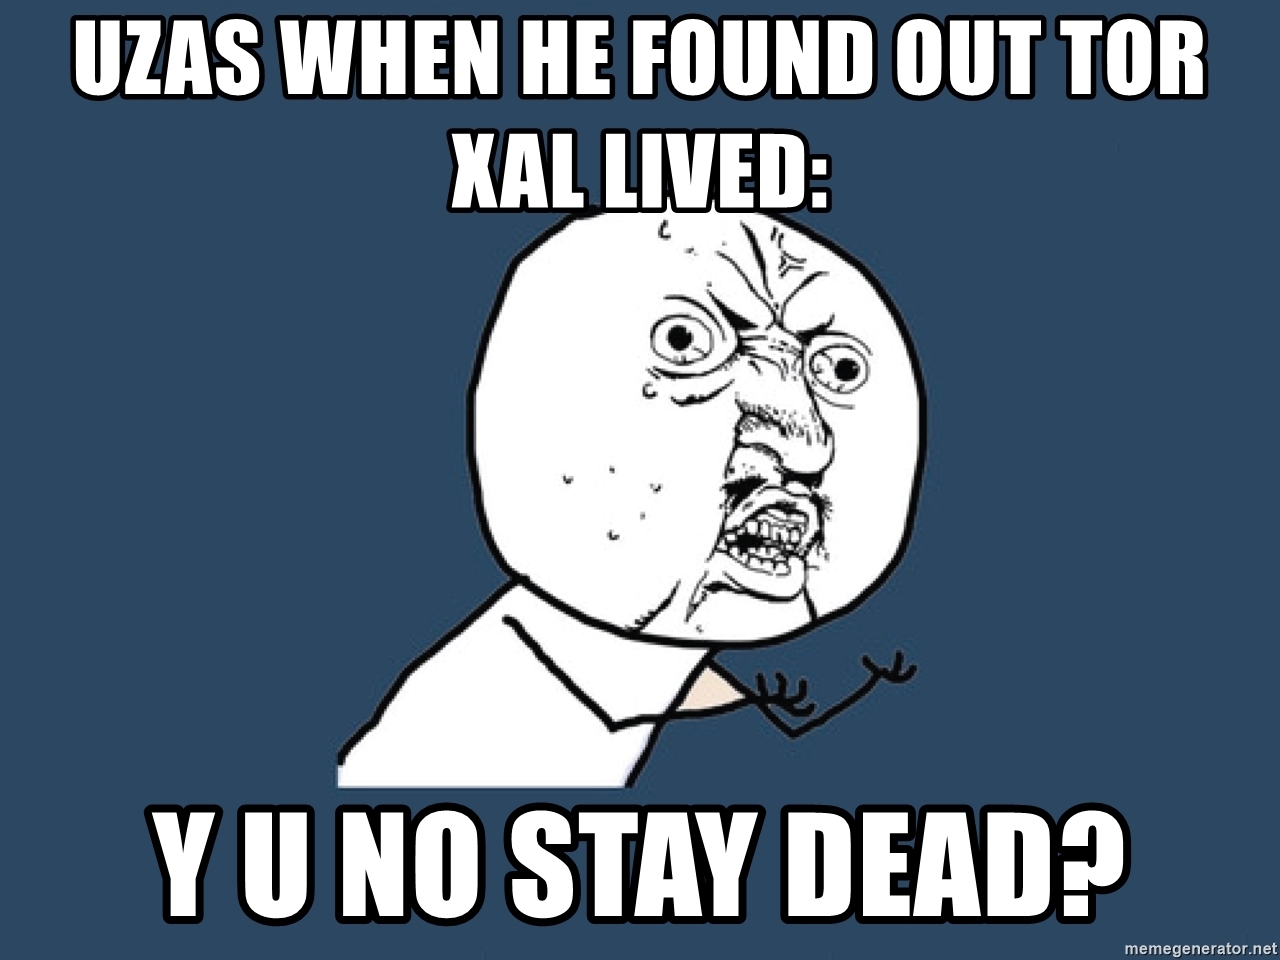 UZAS WHEN HE FOUND OUT TOR
XAL LIVED:
Y U NO STAY DEAD?
memegenerator.net